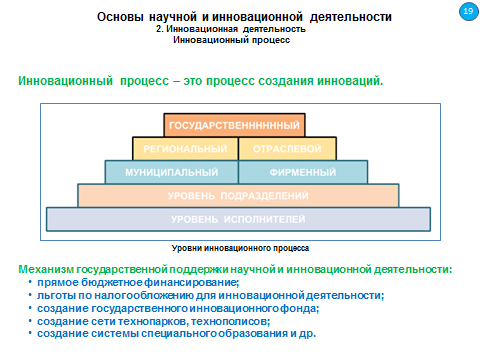 Основы научной и инновационной деятельности
19
2. Инновационная деятельность
Инновационный процесс
Инновационный процесс – это процесс создания инноваций.
ГОСУДАРСТВЕНННННЫЙ
РЕГИОНАЛЬНЫЙ ОТРАСЛЕВОЙ
МУНИЦИПАЛЬНЫЙ ФИРМЕННЫЙ
УРОВЕНЬ ПОДРАЗДЕЛЕНИЙ
УРОВЕНЬ ИСПОЛНИТЕЛЕЙ
Уровни инновационного процесса
Механизм государственной поддержки научной и инновационной деятельности:
• прямое бюджетное финансирование;
• льготы по налогообложению для инновационной деятельности;
• создание государственного инновационного фонда;
• создание сети технопарков, технополисов;
• создание системы специального образования и др.